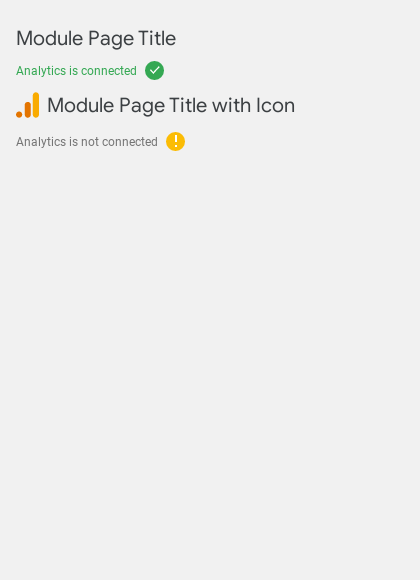 Module Page Title
Analytics is connected
Module Page Title with Icon
Analytics is not connected